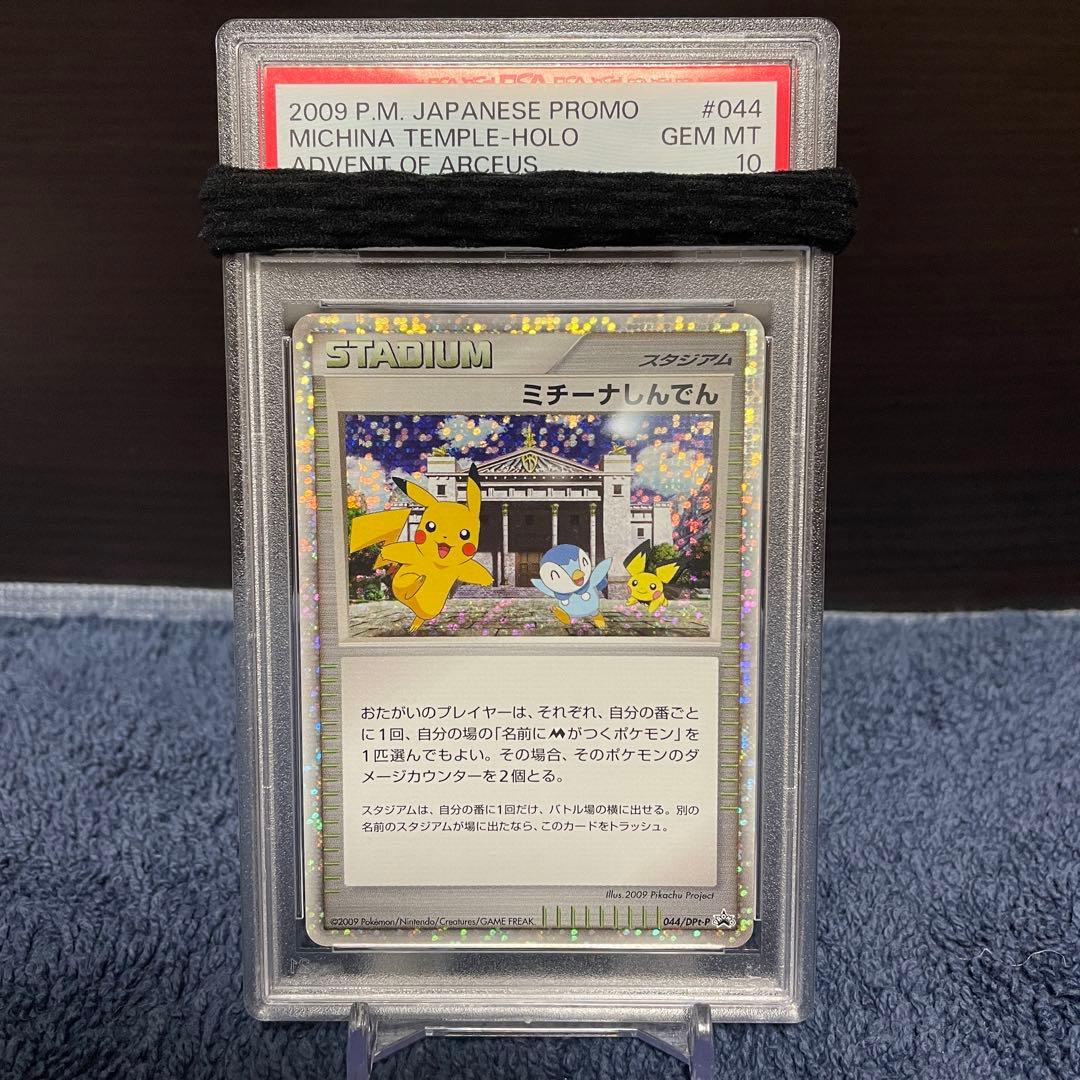 2009 P.M. JAPANESE PROMO #044
MICHINA TEMPLE-HOLO GEM MT
ADVENT OF ARCEUS 10
STADIUM スタジアム
ミチーナしんでん
おたがいのプレイヤーは、それぞれ、自分の番ごと
に1回、自分の場の「名前にMがつくポケモン」を
1匹選んでもよい。その場合、そのポケモンのダ
メージカウンターを2個とる。
スタジアムは、自分の番に1回だけ、バトル場の横に出せる。別の
名前のスタジアムが場に出たなら、このカードをトラッシュ。
Illus.2009 Pikachu Project
©2009 Pokémon/Nintendo/Creatures/GAME FREAK 044/DPt-P